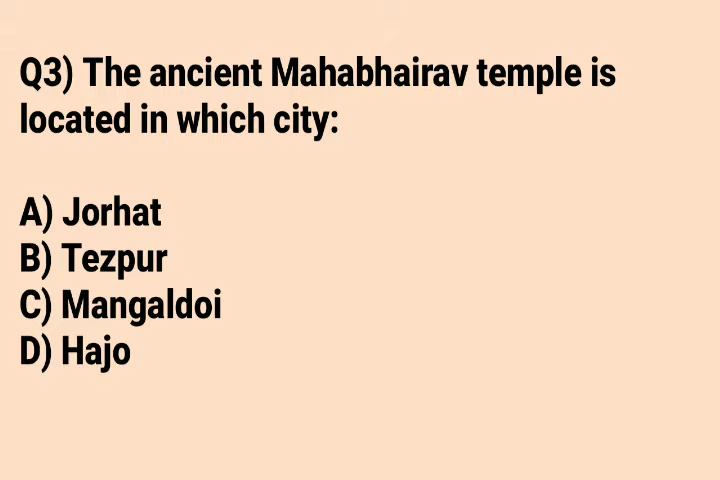 Q3) The ancient Mahabhairav temple is
located in which city:
A) Jorhat
B) Tezpur
C) Mangaldoi
D) Hajo